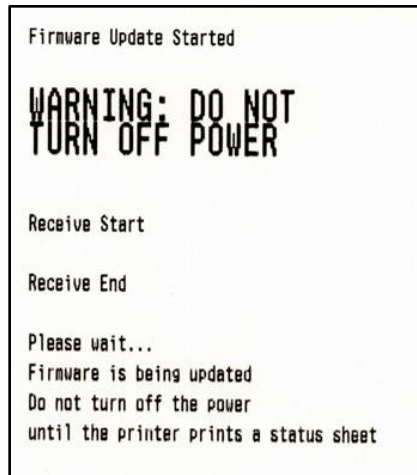 Firmware Update Started
WARNING: DO NOT
TURN OFF POWER
Receive Start
Receive End
Please wait...
Firmware is being updated
Do not turn off the power
until the printer prints a status sheet